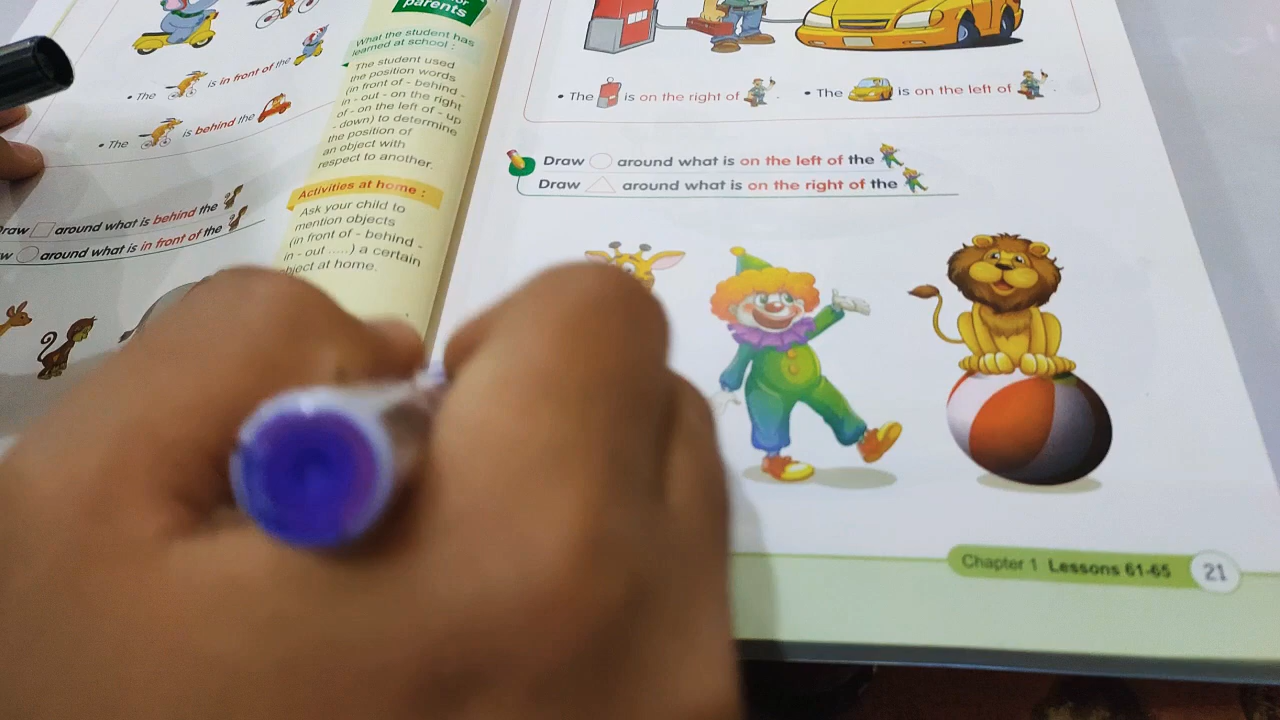 parents
What the student has
learned at school :
The student used
the position words
(in front of - behind -
in - out - on the right
of - on the left of - up
- down) to determine
the position of
an object with
respect to another.
Activities at home :
Ask your child to
mention objects
(in front of - behind -
in - out .....) a certain
object at home.
• The is in front of the
• The is behind the
around what is behind the
around what is in front of the
• The is on the right of • The is on the left of
Draw around what is on the left of the
Draw around what is on the right of the
Chapter 1 Lessons 61-65 21